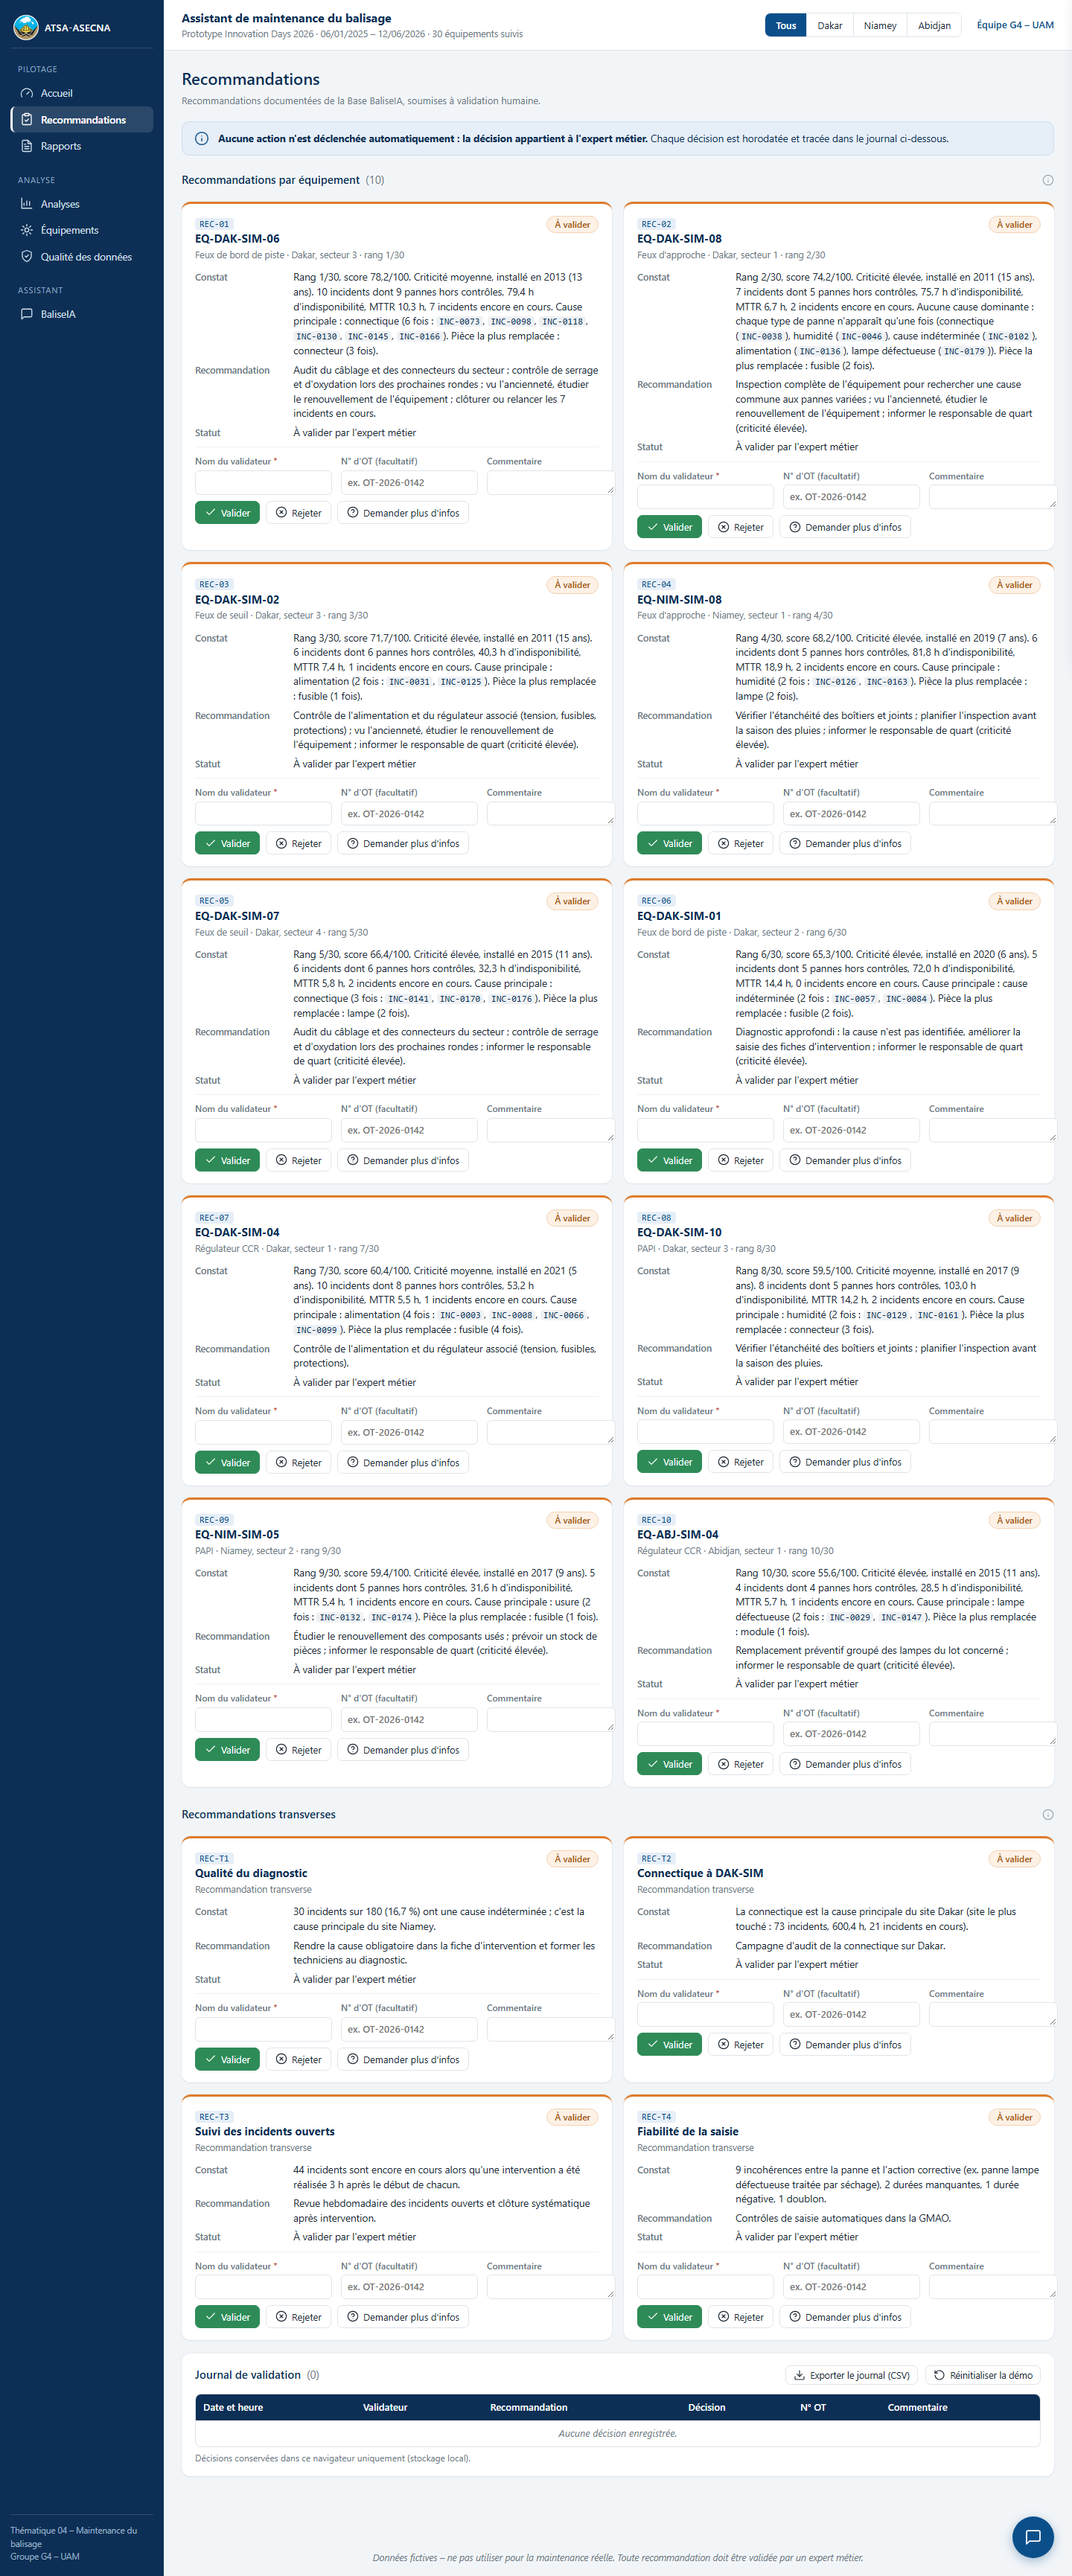 ATSA-ASECNA
PILOTAGE
Accueil
Recommandations
Rapports
ANALYSE
Analyses
Équipements
Qualité des données
ASSISTANT
BaliseIA
Thématique 04 – Maintenance du
balisage
Groupe G4 – UAM
Assistant de maintenance du balisage
Prototype Innovation Days 2026 · 06/01/2025 – 12/06/2026 · 30 équipements suivis
Tous Dakar Niamey Abidjan
Équipe G4 – UAM
Recommandations
Recommandations documentées de la Base BaliseIA, soumises à validation humaine.
Aucune action n'est déclenchée automatiquement : la décision appartient à l'expert métier. Chaque décision est horodatée et tracée dans le journal ci-dessous.
Recommandations par équipement (10)
REC-01
À valider
EQ-DAK-SIM-06
Feux de bord de piste · Dakar, secteur 3 · rang 1/30
Constat
Rang 1/30, score 78,2/100. Criticité moyenne, installé en 2013 (13
ans). 10 incidents dont 9 pannes hors contrôles, 79,4 h
d'indisponibilité, MTTR 10,3 h, 7 incidents encore en cours. Cause
principale : connectique (6 fois : INC-0073, INC-0098, INC-0118,
INC-0130, INC-0145, INC-0166). Pièce la plus remplacée :
connecteur (3 fois).
Recommandation
Audit du câblage et des connecteurs du secteur ; contrôle de serrage
et d'oxydation lors des prochaines rondes ; vu l'ancienneté, étudier
le renouvellement de l'équipement ; clôturer ou relancer les 7
incidents en cours.
Statut
À valider par l'expert métier
Nom du validateur * N° d'OT (facultatif) Commentaire
ex. OT-2026-0142
Valider Rejeter Demander plus d'infos
REC-02
À valider
EQ-DAK-SIM-08
Feux d'approche · Dakar, secteur 1 · rang 2/30
Constat
Rang 2/30, score 74,2/100. Criticité élevée, installé en 2011 (15 ans).
7 incidents dont 5 pannes hors contrôles, 75,7 h d'indisponibilité,
MTTR 6,7 h, 2 incidents encore en cours. Aucune cause dominante :
chaque type de panne n'apparaît qu'une fois (connectique
(INC-0038), humidité (INC-0046), cause indéterminée (INC-0102),
alimentation (INC-0136), lampe défectueuse (INC-0179)). Pièce la
plus remplacée : fusible (2 fois).
Recommandation
Inspection complète de l'équipement pour rechercher une cause
commune aux pannes variées ; vu l'ancienneté, étudier le
renouvellement de l'équipement ; informer le responsable de quart
(criticité élevée).
Statut
À valider par l'expert métier
Nom du validateur * N° d'OT (facultatif) Commentaire
ex. OT-2026-0142
Valider Rejeter Demander plus d'infos
REC-03
À valider
EQ-DAK-SIM-02
Feux de seuil · Dakar, secteur 3 · rang 3/30
Constat
Rang 3/30, score 71,7/100. Criticité élevée, installé en 2011 (15 ans).
6 incidents dont 6 pannes hors contrôles, 40,3 h d'indisponibilité,
MTTR 7,4 h, 1 incidents encore en cours. Cause principale :
alimentation (2 fois : INC-0031, INC-0125). Pièce la plus remplacée
: fusible (1 fois).
Recommandation
Contrôle de l'alimentation et du régulateur associé (tension, fusibles,
protections) ; vu l'ancienneté, étudier le renouvellement de
l'équipement ; informer le responsable de quart (criticité élevée).
Statut
À valider par l'expert métier
Nom du validateur * N° d'OT (facultatif) Commentaire
ex. OT-2026-0142
Valider Rejeter Demander plus d'infos
REC-04
À valider
EQ-NIM-SIM-08
Feux d'approche · Niamey, secteur 1 · rang 4/30
Constat
Rang 4/30, score 68,2/100. Criticité élevée, installé en 2019 (7 ans). 6
incidents dont 5 pannes hors contrôles, 81,8 h d'indisponibilité,
MTTR 18,9 h, 2 incidents encore en cours. Cause principale :
humidité (2 fois : INC-0126, INC-0163). Pièce la plus remplacée :
lampe (2 fois).
Recommandation
Vérifier l'étanchéité des boîtiers et joints ; planifier l'inspection avant
la saison des pluies ; informer le responsable de quart (criticité
élevée).
Statut
À valider par l'expert métier
Nom du validateur * N° d'OT (facultatif) Commentaire
ex. OT-2026-0142
Valider Rejeter Demander plus d'infos
REC-05
À valider
EQ-DAK-SIM-07
Feux de seuil · Dakar, secteur 4 · rang 5/30
Constat
Rang 5/30, score 66,4/100. Criticité élevée, installé en 2015 (11 ans).
6 incidents dont 6 pannes hors contrôles, 32,3 h d'indisponibilité,
MTTR 5,8 h, 2 incidents encore en cours. Cause principale :
connectique (3 fois : INC-0141, INC-0170, INC-0176). Pièce la plus
remplacée : lampe (2 fois).
Recommandation
Audit du câblage et des connecteurs du secteur ; contrôle de serrage
et d'oxydation lors des prochaines rondes ; informer le responsable
de quart (criticité élevée).
Statut
À valider par l'expert métier
Nom du validateur * N° d'OT (facultatif) Commentaire
ex. OT-2026-0142
Valider Rejeter Demander plus d'infos
REC-06
À valider
EQ-DAK-SIM-01
Feux de bord de piste · Dakar, secteur 2 · rang 6/30
Constat
Rang 6/30, score 65,3/100. Criticité élevée, installé en 2020 (6 ans). 5
incidents dont 5 pannes hors contrôles, 72,0 h d'indisponibilité,
MTTR 14,4 h, 0 incidents encore en cours. Cause principale : cause
indéterminée (2 fois : INC-0057, INC-0084). Pièce la plus
remplacée : fusible (2 fois).
Recommandation
Diagnostic approfondi : la cause n'est pas identifiée, améliorer la
saisie des fiches d'intervention ; informer le responsable de quart
(criticité élevée).
Statut
À valider par l'expert métier
Nom du validateur * N° d'OT (facultatif) Commentaire
ex. OT-2026-0142
Valider Rejeter Demander plus d'infos
REC-07
À valider
EQ-DAK-SIM-04
Régulateur CCR · Dakar, secteur 1 · rang 7/30
Constat
Rang 7/30, score 60,4/100. Criticité moyenne, installé en 2021 (5
ans). 10 incidents dont 8 pannes hors contrôles, 53,2 h
d'indisponibilité, MTTR 5,5 h, 1 incidents encore en cours. Cause
principale : alimentation (4 fois : INC-0003, INC-0008, INC-0066,
INC-0099). Pièce la plus remplacée : fusible (4 fois).
Recommandation
Contrôle de l'alimentation et du régulateur associé (tension, fusibles,
protections).
Statut
À valider par l'expert métier
Nom du validateur * N° d'OT (facultatif) Commentaire
ex. OT-2026-0142
Valider Rejeter Demander plus d'infos
REC-08
À valider
EQ-DAK-SIM-10
PAPI · Dakar, secteur 3 · rang 8/30
Constat
Rang 8/30, score 59,5/100. Criticité moyenne, installé en 2017 (9
ans). 8 incidents dont 5 pannes hors contrôles, 103,0 h
d'indisponibilité, MTTR 14,2 h, 2 incidents encore en cours. Cause
principale : humidité (2 fois : INC-0129, INC-0161). Pièce la plus
remplacée : connecteur (3 fois).
Recommandation
Vérifier l'étanchéité des boîtiers et joints ; planifier l'inspection avant
la saison des pluies.
Statut
À valider par l'expert métier
Nom du validateur * N° d'OT (facultatif) Commentaire
ex. OT-2026-0142
Valider Rejeter Demander plus d'infos
REC-09
À valider
EQ-NIM-SIM-05
PAPI · Niamey, secteur 2 · rang 9/30
Constat
Rang 9/30, score 59,4/100. Criticité élevée, installé en 2017 (9 ans). 5
incidents dont 5 pannes hors contrôles, 31,6 h d'indisponibilité,
MTTR 5,4 h, 1 incidents encore en cours. Cause principale : usure (2
fois : INC-0132, INC-0174). Pièce la plus remplacée : fusible (1 fois).
Recommandation
Étudier le renouvellement des composants usés ; prévoir un stock de
pièces ; informer le responsable de quart (criticité élevée).
Statut
À valider par l'expert métier
Nom du validateur * N° d'OT (facultatif) Commentaire
ex. OT-2026-0142
Valider Rejeter Demander plus d'infos
REC-10
À valider
EQ-ABJ-SIM-04
Régulateur CCR · Abidjan, secteur 1 · rang 10/30
Constat
Rang 10/30, score 55,6/100. Criticité élevée, installé en 2015 (11 ans).
4 incidents dont 4 pannes hors contrôles, 28,5 h d'indisponibilité,
MTTR 5,7 h, 1 incidents encore en cours. Cause principale : lampe
défectueuse (2 fois : INC-0029, INC-0147). Pièce la plus remplacée
: module (1 fois).
Recommandation
Remplacement préventif groupé des lampes du lot concerné ;
informer le responsable de quart (criticité élevée).
Statut
À valider par l'expert métier
Nom du validateur * N° d'OT (facultatif) Commentaire
ex. OT-2026-0142
Valider Rejeter Demander plus d'infos
Recommandations transverses
REC-T1
À valider
Qualité du diagnostic
Recommandation transverse
Constat
30 incidents sur 180 (16,7 %) ont une cause indéterminée ; c'est la
cause principale du site Niamey.
Recommandation
Rendre la cause obligatoire dans la fiche d'intervention et former les
techniciens au diagnostic.
Statut
À valider par l'expert métier
Nom du validateur * N° d'OT (facultatif) Commentaire
ex. OT-2026-0142
Valider Rejeter Demander plus d'infos
REC-T2
À valider
Connectique à DAK-SIM
Recommandation transverse
Constat
La connectique est la cause principale du site Dakar (site le plus
touché : 73 incidents, 600,4 h, 21 incidents en cours).
Recommandation
Campagne d'audit de la connectique sur Dakar.
Statut
À valider par l'expert métier
Nom du validateur * N° d'OT (facultatif) Commentaire
ex. OT-2026-0142
Valider Rejeter Demander plus d'infos
REC-T3
À valider
Suivi des incidents ouverts
Recommandation transverse
Constat
44 incidents sont encore en cours alors qu'une intervention a été
réalisée 3 h après le début de chacun.
Recommandation
Revue hebdomadaire des incidents ouverts et clôture systématique
après intervention.
Statut
À valider par l'expert métier
Nom du validateur * N° d'OT (facultatif) Commentaire
ex. OT-2026-0142
Valider Rejeter Demander plus d'infos
REC-T4
À valider
Fiabilité de la saisie
Recommandation transverse
Constat
9 incohérences entre la panne et l'action corrective (ex. panne lampe
défectueuse traitée par séchage), 2 durées manquantes, 1 durée
négative, 1 doublon.
Recommandation
Contrôles de saisie automatiques dans la GMAO.
Statut
À valider par l'expert métier
Nom du validateur * N° d'OT (facultatif) Commentaire
ex. OT-2026-0142
Valider Rejeter Demander plus d'infos
Journal de validation (0)
Exporter le journal (CSV) Réinitialiser la démo
Date et heure Validateur Recommandation Décision N° OT Commentaire
Aucune décision enregistrée.
Décisions conservées dans ce navigateur uniquement (stockage local).
Données fictives – ne pas utiliser pour la maintenance réelle. Toute recommandation doit être validée par un expert métier.